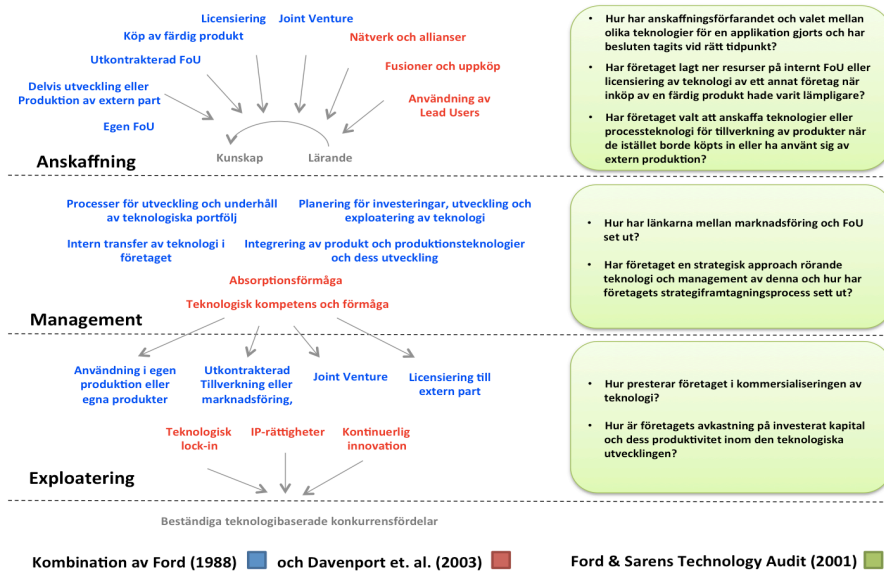 Licensiering
Joint Venture
Köp av färdig produkt
Nätverk och allianser
Utkontrakterad FoU
Fusioner och uppköp
Delvis utveckling eller
Produktion av extern part
Användning av
Lead Users
Egen FoU
Kunskap
Lärande
Anskaffning
• Hur har anskaffningsförfarandet och valet mellan
olika teknologier för en applikation gjorts och har
besluten tagits vid rätt tidpunkt?
• Har företaget lagt ner resurser på internt FoU eller
licensiering av teknologi av ett annat företag när
inköp av en färdig produkt hade varit lämpligare?
• Har företaget valt att anskaffa teknologier eller
processteknologi för tillverkning av produkter när
de istället borde köpts in eller ha använt sig av
extern produktion?
Processer för utveckling och underhåll
av teknologiska portfölj
Planering för investeringar, utveckling och
exploatering av teknologi
Intern transfer av teknologi i
företaget
Integrering av produkt och produktionsteknologier
och dess utveckling
Absorptionsförmåga
Teknologisk kompetens och förmåga
Management
• Hur har länkarna mellan marknadsföring och FoU
set ut?
• Har företaget en strategisk approach rörande
teknologi och management av denna och hur har
företagets strategiframtagningsprocess sett ut?
Användning i egen
produktion eller
egna produkter
Utkontrakterad
Tillverkning eller
marknadsföring,
Joint Venture
Licensiering till
extern part
Teknologisk
lock-in
IP-rättigheter
Kontinuerlig
innovation
Exploatering
• Hur presterar företaget i kommersialiseringen av
teknologi?
• Hur är företagets avkastning på investerat kapital
och dess produktivitet inom den teknologiska
utvecklingen?
Beständiga teknologibaserade konkurrensfördelar
Kombination av Ford (1988) och Davenport et. al. (2003) Ford & Sarens Technology Audit (2001)